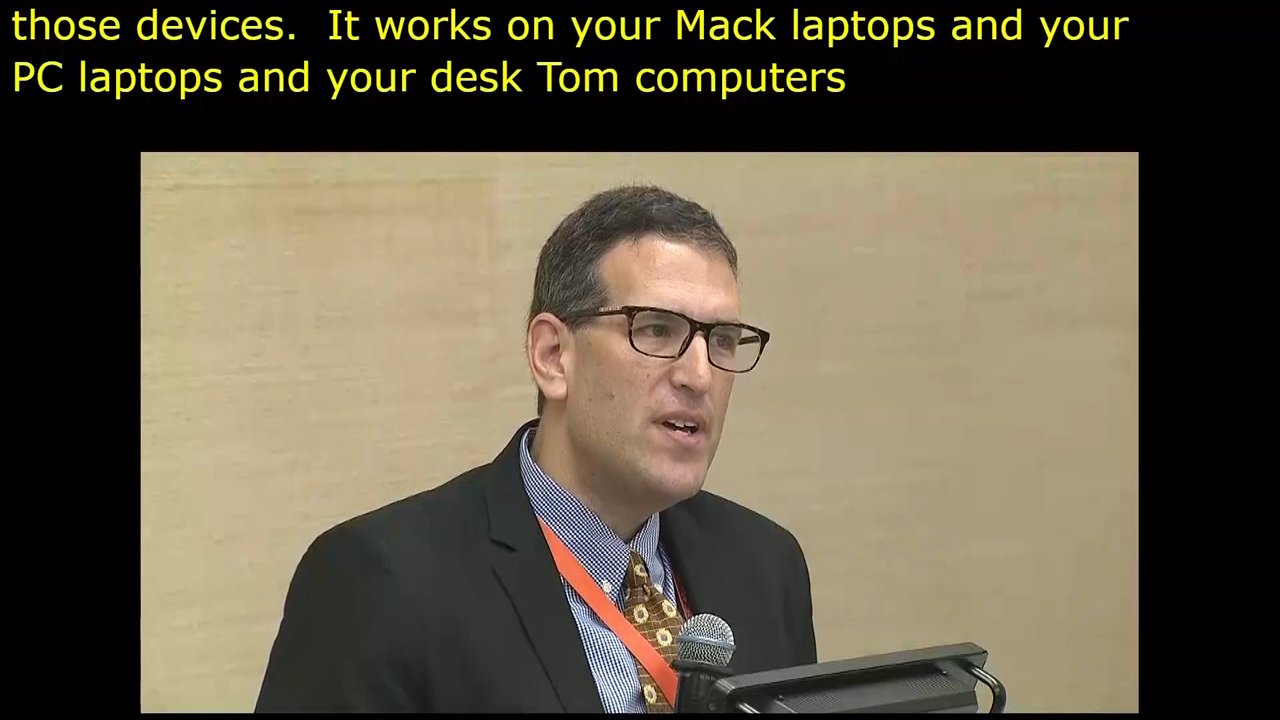 those devices.  It works on your Mack laptops and your
PC laptops and your desk Tom computers